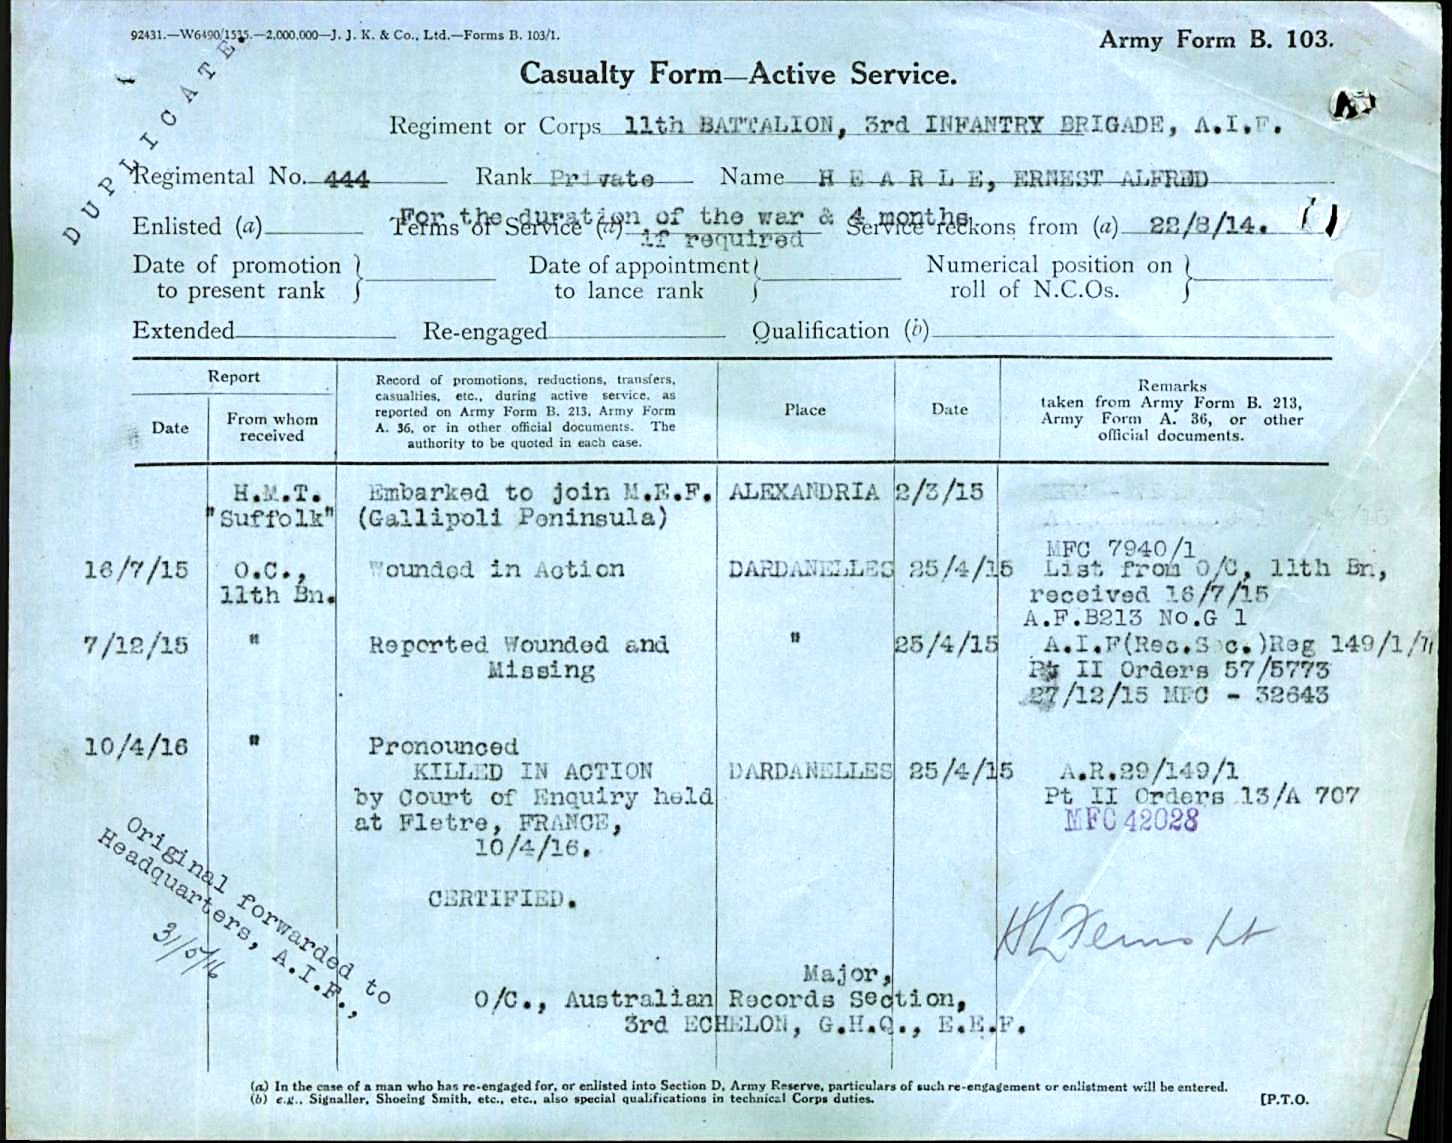 92431.—W6490/1535.—2,000,000—J. J. K. & Co., Ltd.—Forms B. 103/1.
Army Form B. 103.
DUPLICATE.
Casualty Form—Active Service.
Regiment or Corps 11th BATTALION, 3rd INFANTRY BRIGADE, A.I.F.
Regimental No. 444 Rank Private Name H E A R L E, ERNEST ALFRED
Enlisted (a) Terms of Service (a) For the duration of the war & 4 months Service reckons from (a) 22/8/14.
if required
Date of promotion } Date of appointment } Numerical position on }
to present rank to lance rank roll of N.C.Os.
Extended Re-engaged Qualification (b)
Report
Date
From whom
received
Record of promotions, reductions, transfers,
casualties, etc., during active service, as
reported on Army Form B. 213, Army Form
A. 36, or in other official documents. The
authority to be quoted in each case.
Place
Date
Remarks
taken from Army Form B. 213,
Army Form A. 36, or other
official documents.
H.M.T. Embarked to join M.E.F. ALEXANDRIA 2/3/15
"Suffolk" (Gallipoli Peninsula)
MFC 7940/1
16/7/15 O.C., Wounded in Action DARDANELLES 25/4/15 List from O/C, 11th Bn,
11th Bn. received 16/7/15
A.F.B213 No.G 1
7/12/15 " Reported Wounded and " 25/4/15 A.I.F(Rec.Sec.)Reg 149/1/
Missing Pt II Orders 57/5773
27/12/15 MFC - 32643
10/4/16 " Pronounced
KILLED IN ACTION DARDANELLES 25/4/15 A.R.29/149/1
by Court of Enquiry held Pt II Orders 13/A 707
at Fletre, FRANCE, MFC 42028
10/4/16.
Original forwarded to
Headquarters, A.I.F.,
31/5/16
CERTIFIED.
Major,
O/C., Australian Records Section,
3rd ECHELON, G.H.Q., E.E.F.
(a) In the case of a man who has re-engaged for, or enlisted into Section D, Army Reserve, particulars of such re-engagement or enlistment will be entered.
(b) e.g., Signaller, Shoeing Smith, etc., etc., also special qualifications in technical Corps duties.
[P.T.O.